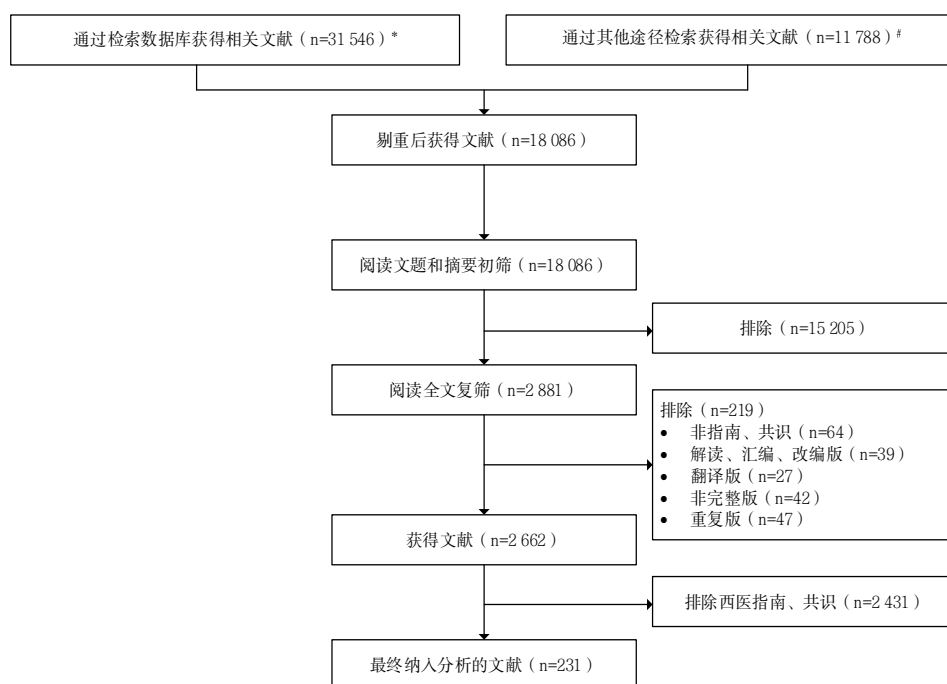 通过检索数据库获得相关文献（n=31 546）*
通过其他途径检索获得相关文献（n=11 788）#
剔重后获得文献（n=18 086）
阅读文题和摘要初筛（n=18 086）
排除（n=15 205）
阅读全文复筛（n=2 881）
排除（n=219）
• 非指南、共识（n=64）
• 解读、汇编、改编版（n=39）
• 翻译版（n=27）
• 非完整版（n=42）
• 重复版（n=47）
获得文献（n=2 662）
排除西医指南、共识（n=2 431）
最终纳入分析的文献（n=231）